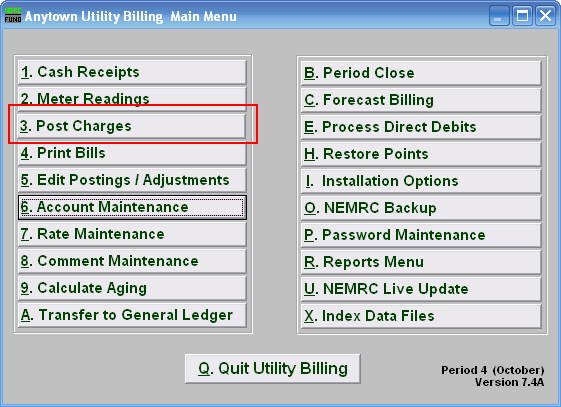 Anytown Utility Billing Main Menu
1. Cash Receipts
2. Meter Readings
3. Post Charges
4. Print Bills
5. Edit Postings / Adjustments
6. Account Maintenance
7. Rate Maintenance
8. Comment Maintenance
9. Calculate Aging
A. Transfer to General Ledger
B. Period Close
C. Forecast Billing
E. Process Direct Debits
H. Restore Points
I. Installation Options
O. NEMRC Backup
P. Password Maintenance
R. Reports Menu
U. NEMRC Live Update
X. Index Data Files
Q. Quit Utility Billing
Period 4 (October)
Version 7.4A